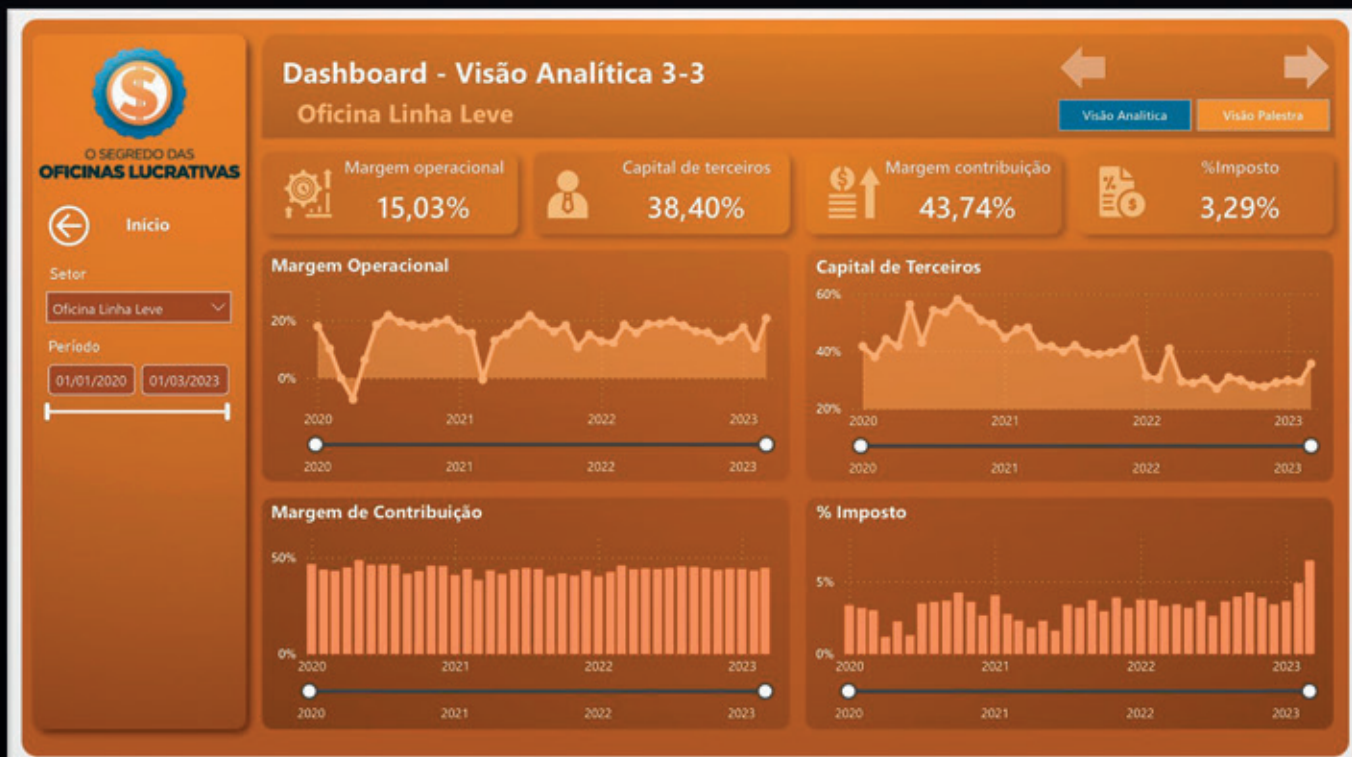 Dashboard - Visão Analítica 3-3
Oficina Linha Leve
Visão Analítica
Visão Palestra
O SEGREDO DAS
OFICINAS LUCRATIVAS
Início
Setor
Oficina Linha Leve
Período
01/01/2020 01/03/2023
Margem operacional
15,03%
Capital de terceiros
38,40%
Margem contribuição
43,74%
%Imposto
3,29%
Margem Operacional
20%
0%
2020 2021 2022 2023
2020 2021 2022 2023
Capital de Terceiros
60%
40%
20%
2020 2021 2022 2023
2020 2021 2022 2023
Margem de Contribuição
50%
0%
2020 2021 2022 2023
2020 2021 2022 2023
% Imposto
5%
0%
2020 2021 2022 2023
2020 2021 2022 2023